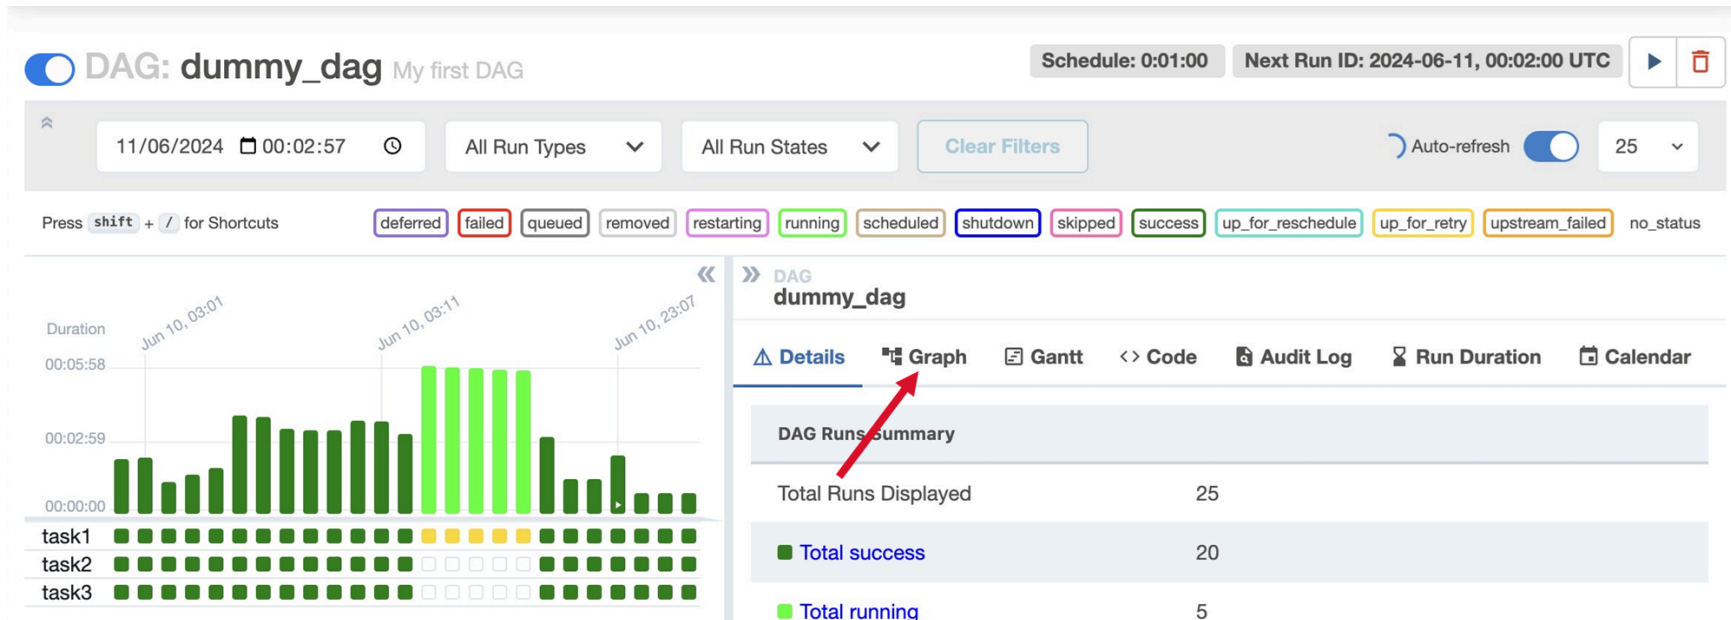 DAG: dummy_dag My first DAG
Schedule: 0:01:00 Next Run ID: 2024-06-11, 00:02:00 UTC
11/06/2024 00:02:57 All Run Types All Run States Clear Filters Auto-refresh 25
Press shift + / for Shortcuts
deferred failed queued removed restarting running scheduled shutdown skipped success up_for_reschedule up_for_retry upstream_failed no_status
Duration
Jun 10, 03:01
Jun 10, 03:11
Jun 10, 23:07
00:05:58
00:02:59
00:00:00
task1
task2
task3
DAG
dummy_dag
Details Graph Gantt <> Code Audit Log Run Duration Calendar
DAG Runs Summary
Total Runs Displayed 25
Total success 20
Total running 5